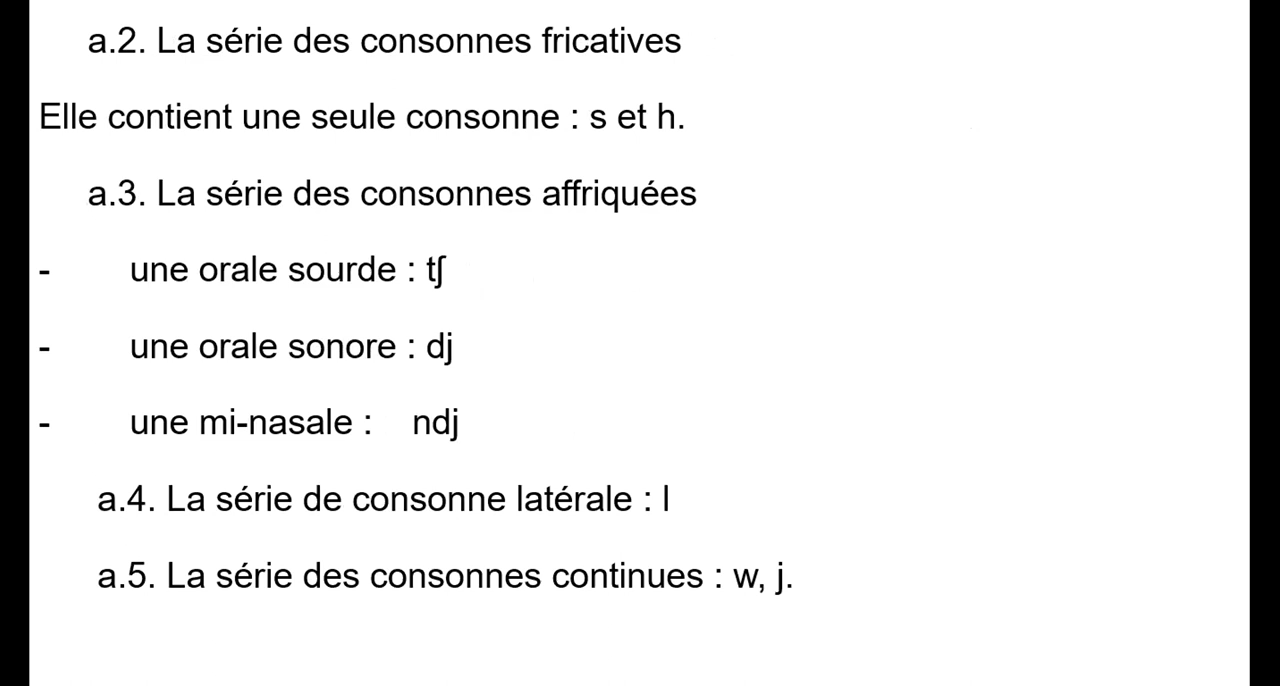 a.2. La série des consonnes fricatives
Elle contient une seule consonne : s et h.
a.3. La série des consonnes affriquées
- une orale sourde : tʃ
- une orale sonore : dj
- une mi-nasale : ndj
a.4. La série de consonne latérale : l
a.5. La série des consonnes continues : w, j.